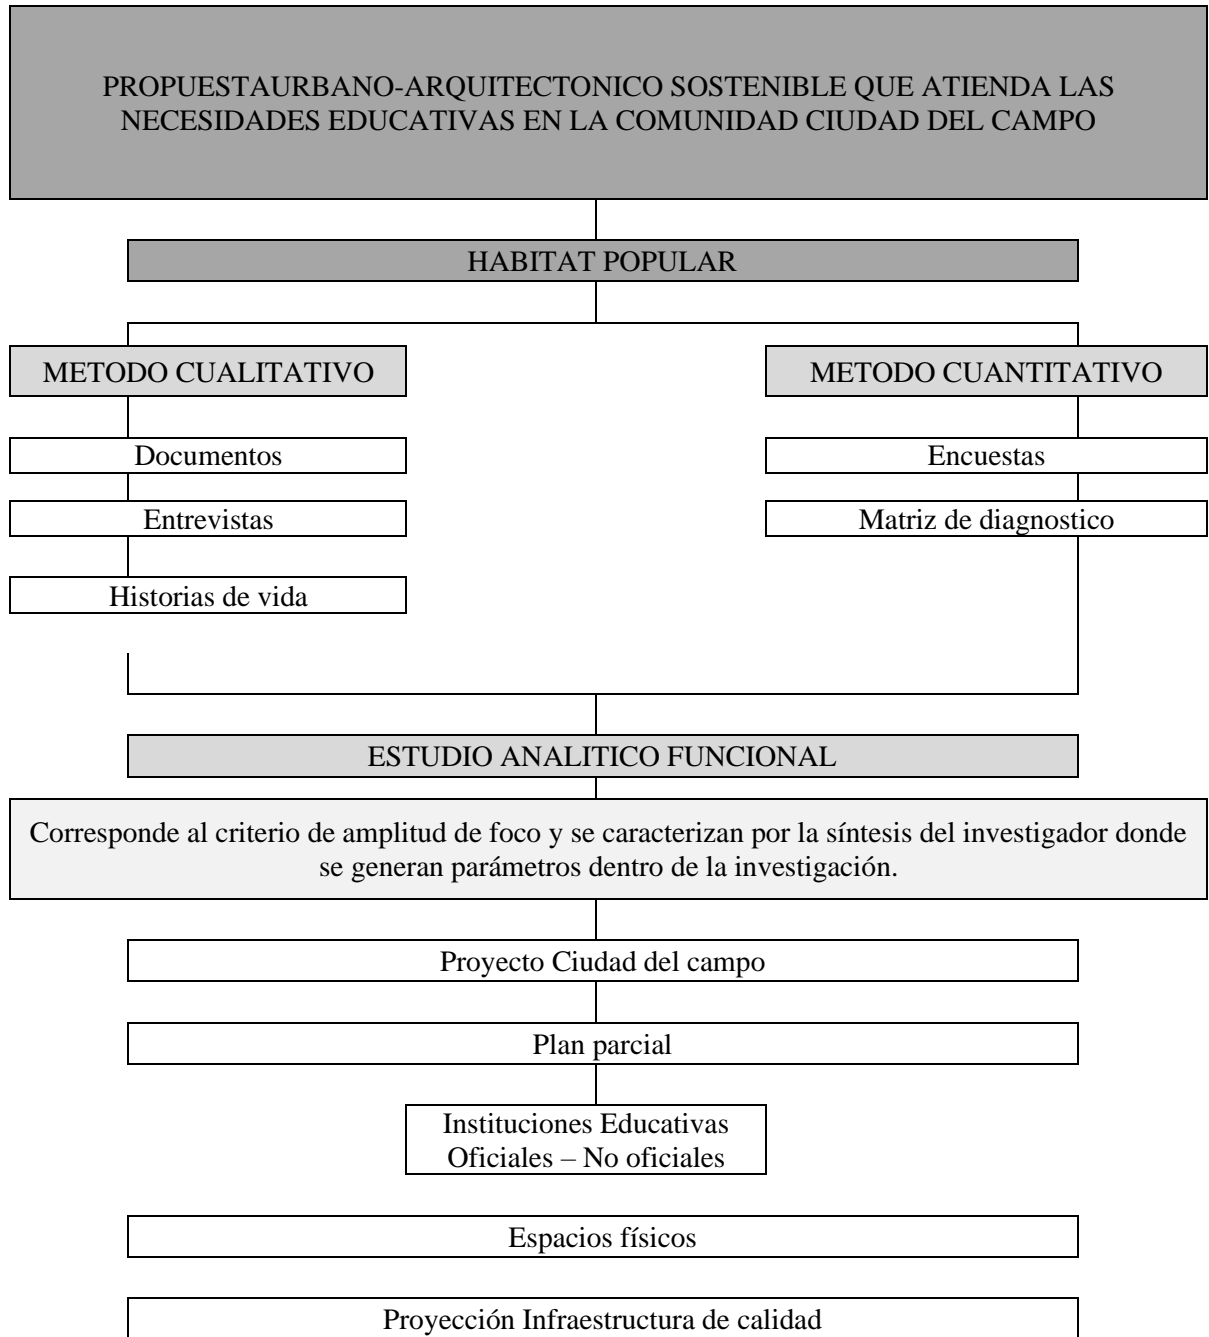 PROPUESTAURBANO-ARQUITECTONICO SOSTENIBLE QUE ATIENDA LAS
NECESIDADES EDUCATIVAS EN LA COMUNIDAD CIUDAD DEL CAMPO
HABITAT POPULAR
METODO CUALITATIVO
METODO CUANTITATIVO
Documentos
Encuestas
Entrevistas
Matriz de diagnostico
Historias de vida
ESTUDIO ANALITICO FUNCIONAL
Corresponde al criterio de amplitud de foco y se caracterizan por la síntesis del investigador donde
se generan parámetros dentro de la investigación.
Proyecto Ciudad del campo
Plan parcial
Instituciones Educativas
Oficiales – No oficiales
Espacios físicos
Proyección Infraestructura de calidad